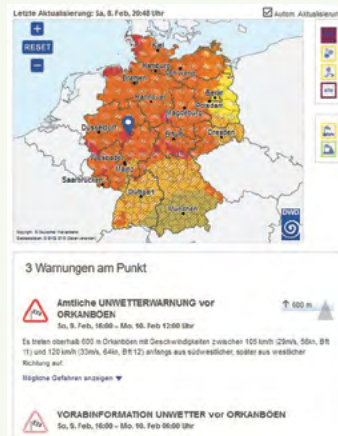 Letzte Aktualisierung: Sa, 8. Feb, 20:48 Uhr
Autom. Aktualisierun
RESET
Kiel
Hamburg
Bremen
Hannover
Berlin
Potsdam
Magdeburg
Düsseldorf
Erfurt
Dresden
Wiesbaden
Mainz
Saarbrücken
Stuttgart
München
DWD
3 Warnungen am Punkt
Amtliche UNWETTERWARNUNG vor
ORKANBÖEN
600 m
So, 9. Feb, 16:00 – Mo. 10. Feb 12:00 Uhr
Es treten oberhalb 600 m Orkanböen mit Geschwindigkeiten zwischen 105 km/h (29m/s, 56kn, Bft
11) und 120 km/h (33m/s, 64kn, Bft 12) anfangs aus südwestlicher, später aus westlicher
Richtung auf.
Mögliche Gefahren anzeigen
VORABINFORMATION UNWETTER vor ORKANBÖEN
So, 9. Feb, 16:00 – Mo. 10. Feb 06:00 Uhr